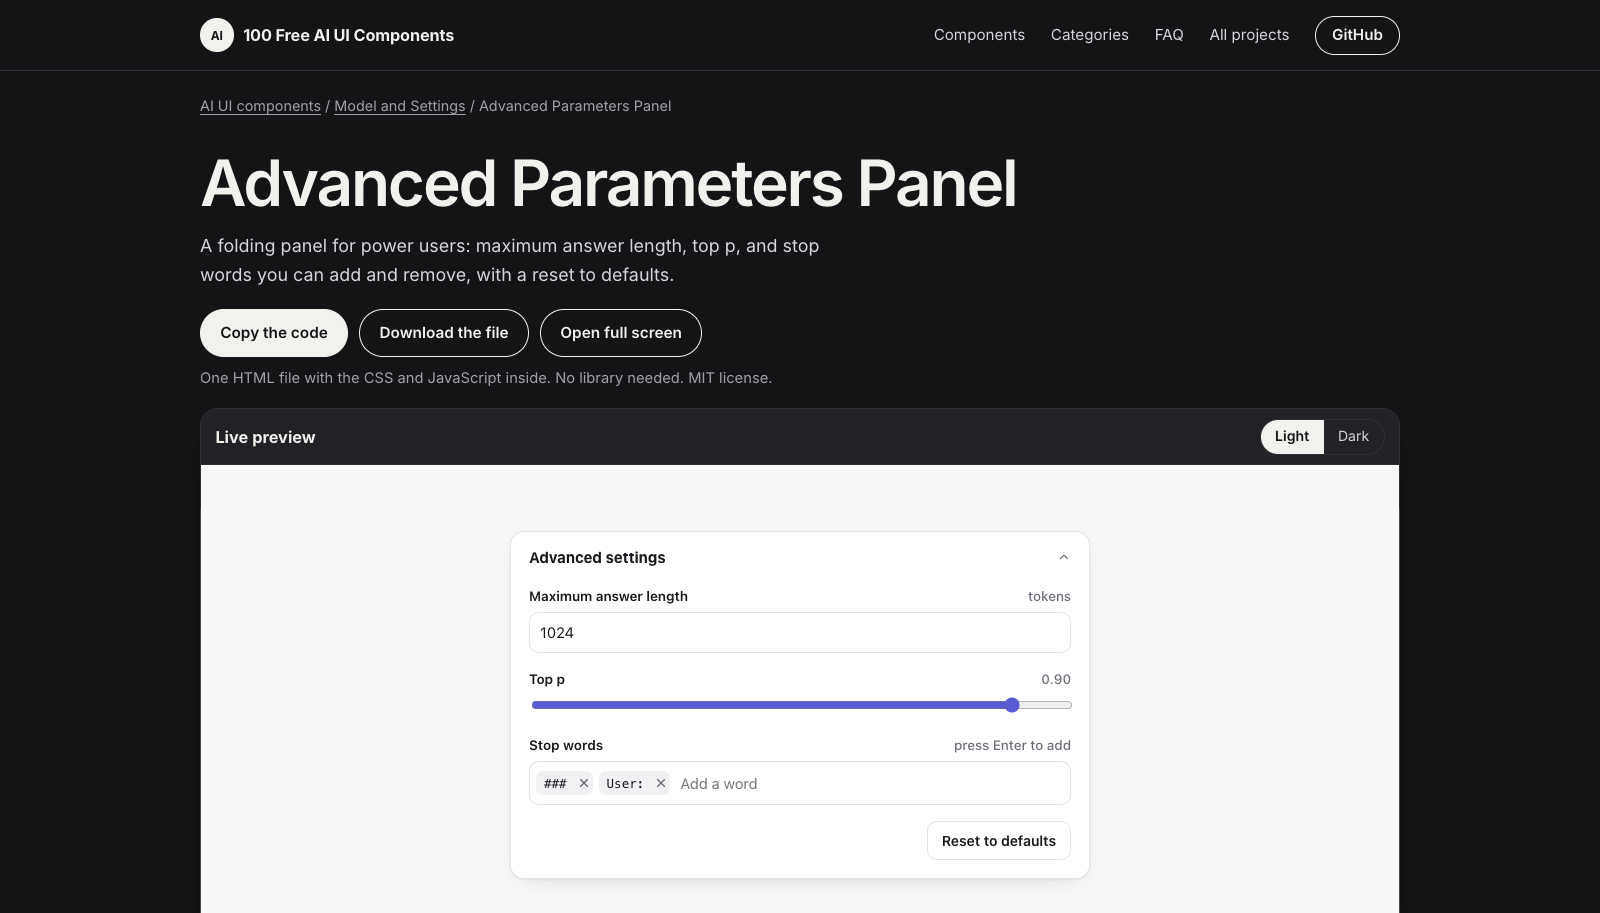 AI 100 Free AI UI Components
Components Categories FAQ All projects GitHub
AI UI components / Model and Settings / Advanced Parameters Panel
Advanced Parameters Panel
A folding panel for power users: maximum answer length, top p, and stop
words you can add and remove, with a reset to defaults.
Copy the code Download the file Open full screen
One HTML file with the CSS and JavaScript inside. No library needed. MIT license.
Live preview Light Dark
Advanced settings
Maximum answer length tokens
1024
Top p 0.90
Stop words press Enter to add
### ✕ User: ✕ Add a word
Reset to defaults